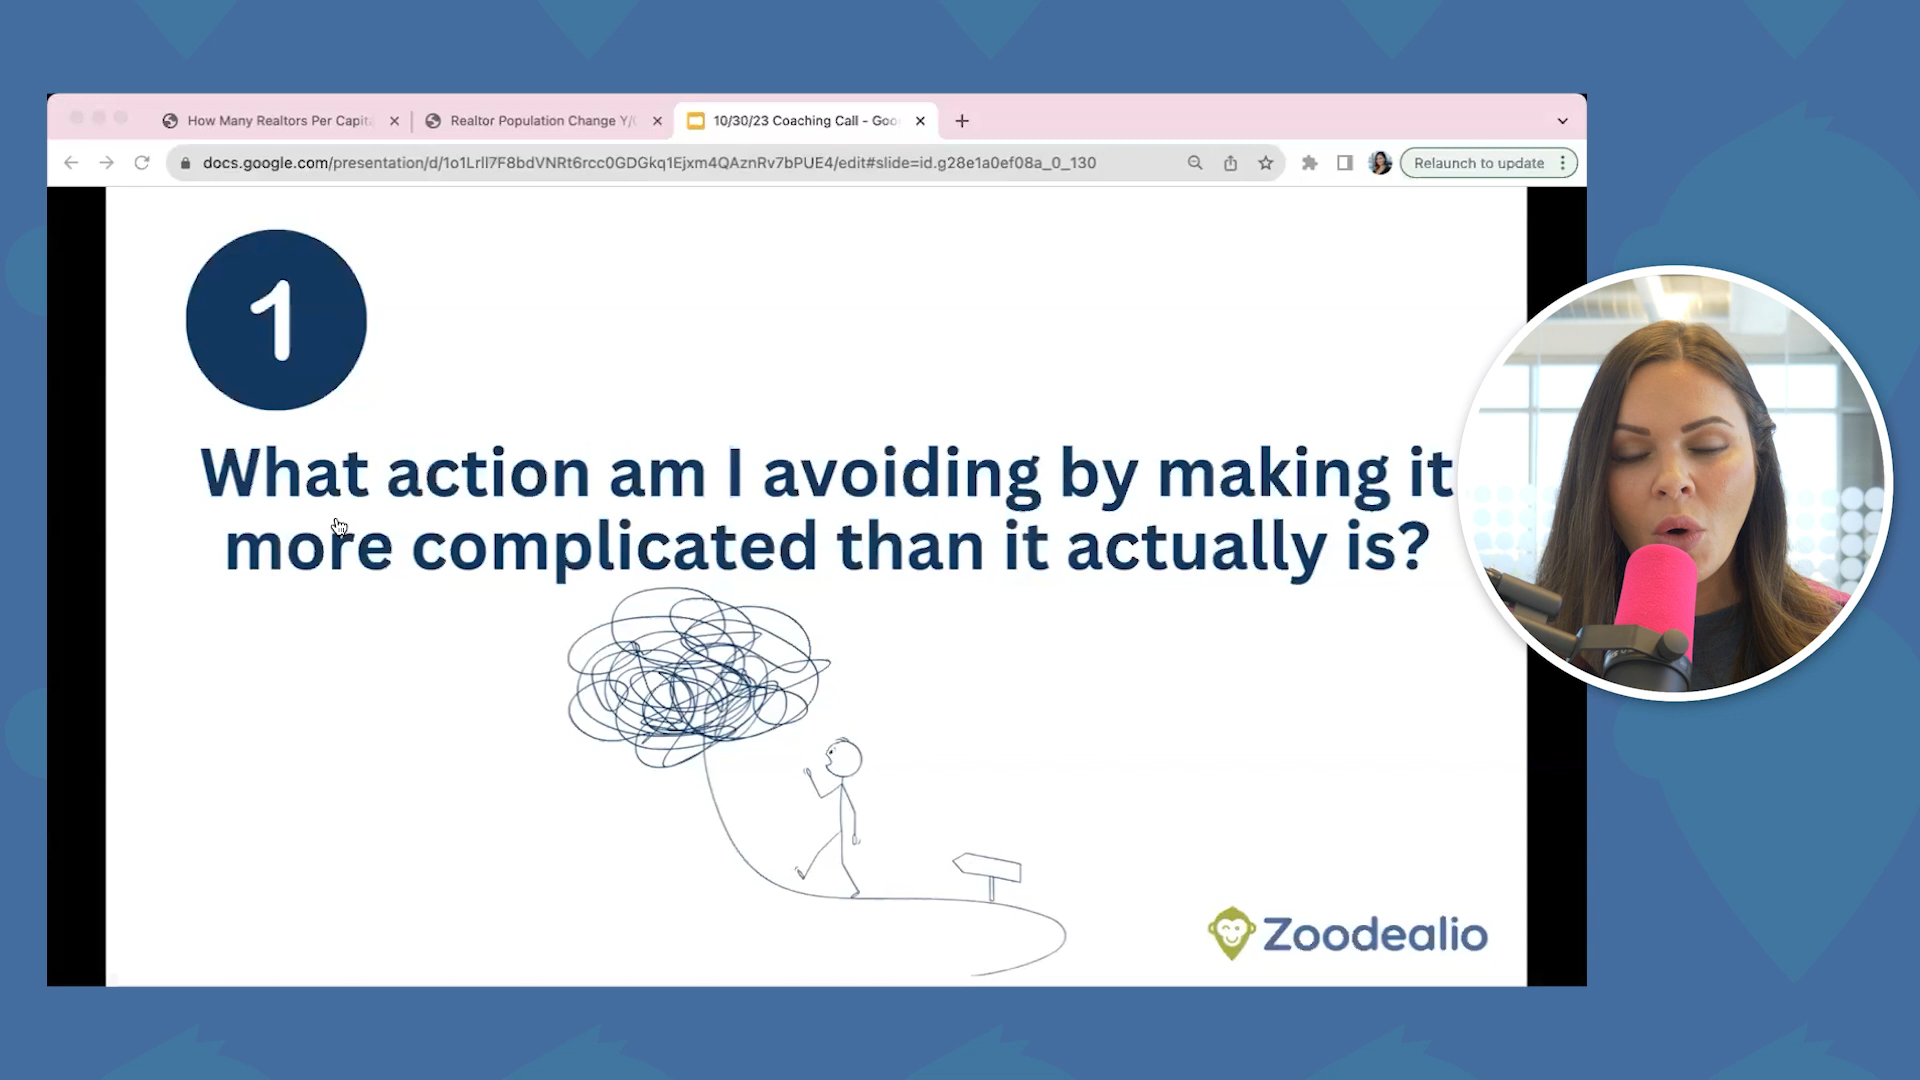 How Many Realtors Per Capit
Realtor Population Change Y/
10/30/23 Coaching Call - Goo
docs.google.com/presentation/d/1o1Lrll7F8bdVNRt6rcc0GDGkq1Ejxm4QAznRv7bPUE4/edit#slide=id.g28e1a0ef08a_0_130
Relaunch to update
1
What action am I avoiding by making it
more complicated than it actually is?
Zoodealio